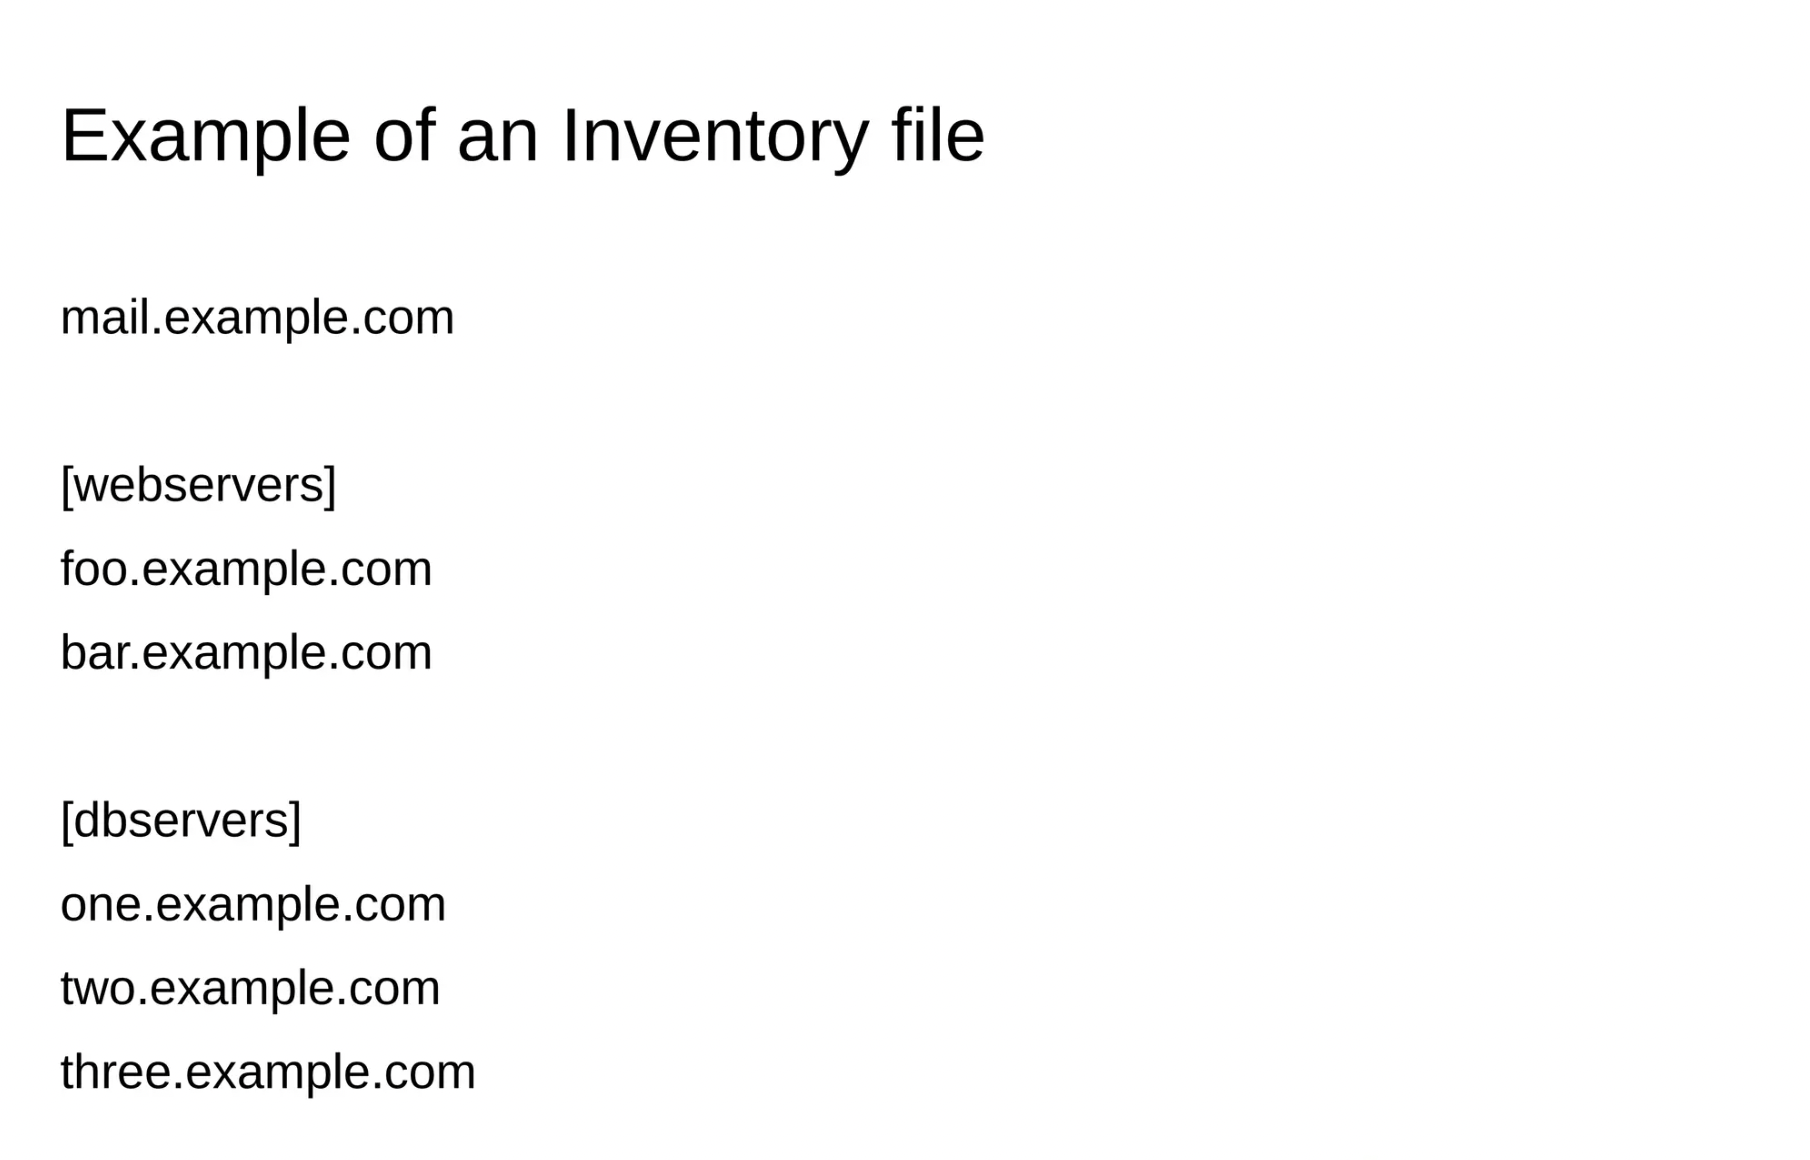 Example of an Inventory file
mail.example.com
[webservers]
foo.example.com
bar.example.com
[dbservers]
one.example.com
two.example.com
three.example.com